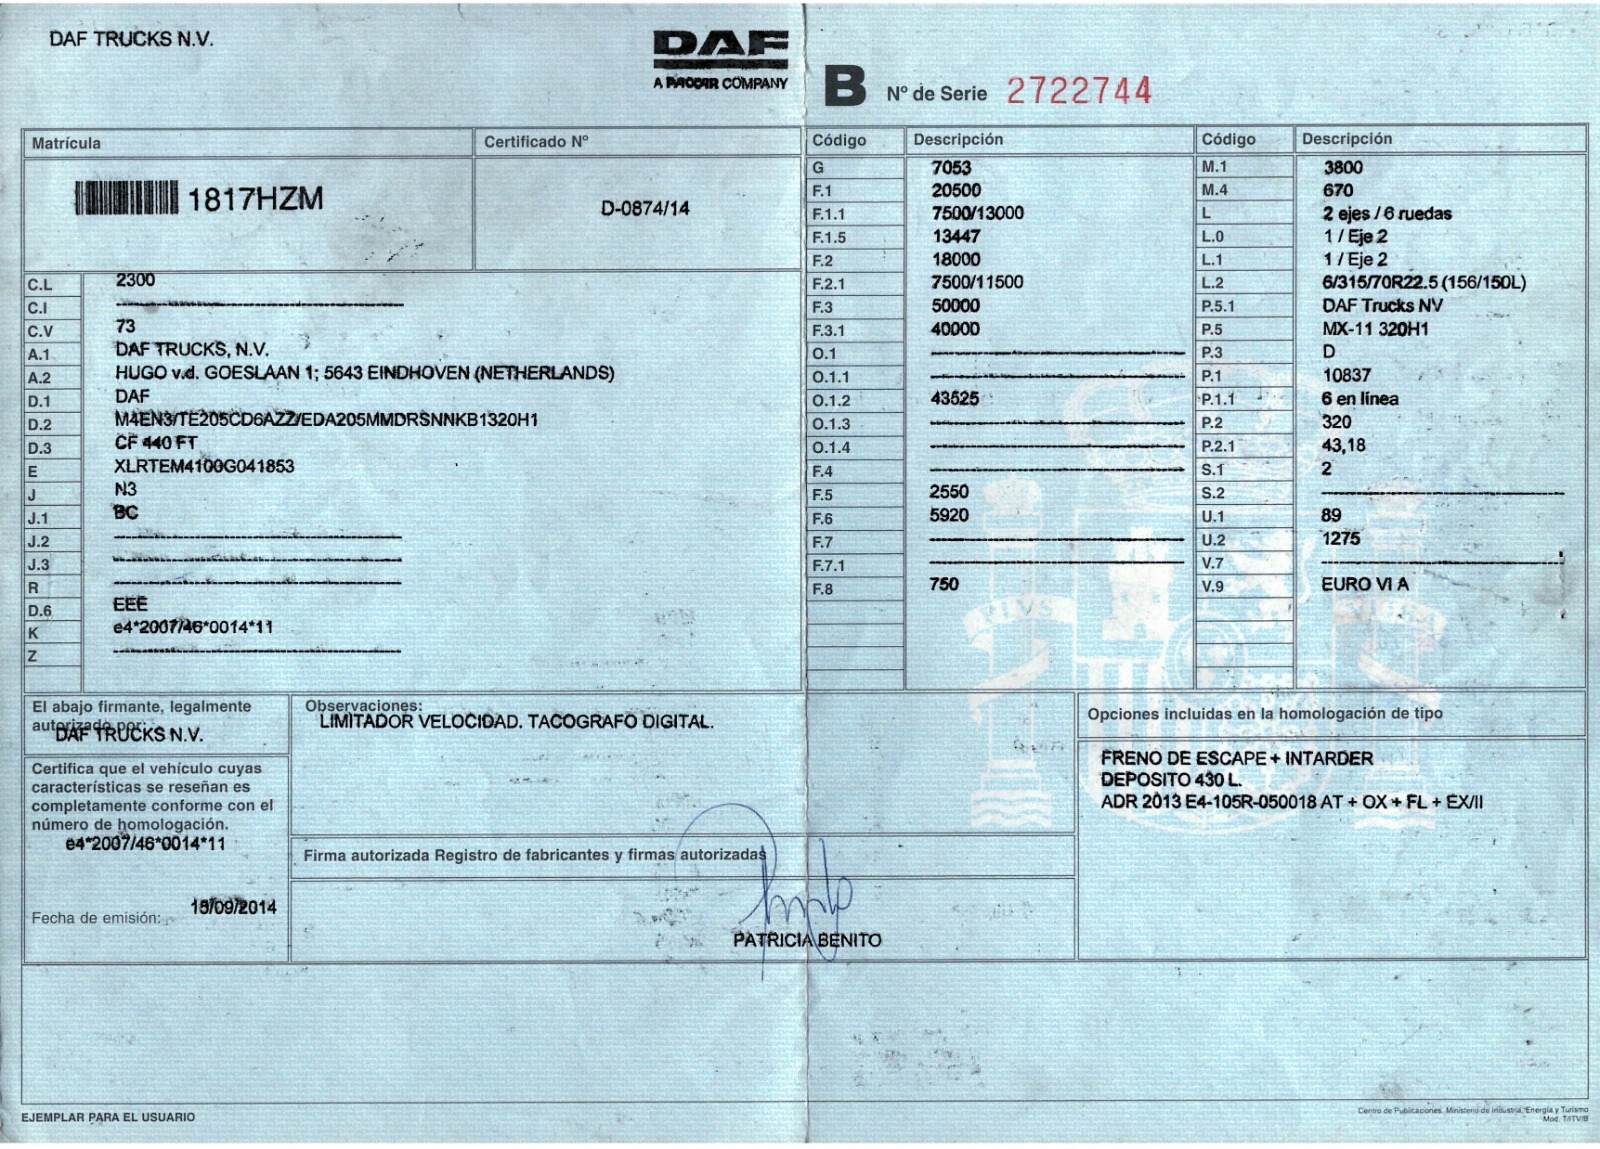 DAF TRUCKS N.V.
DAF
A PACCAR COMPANY
B Nº de Serie 2722744
Matrícula
Certificado Nº
1817HZM
D-0874/14
C.L 2300
C.I
C.V 73
A.1 DAF TRUCKS, N.V.
A.2 HUGO v.d. GOESLAAN 1; 5643 EINDHOVEN (NETHERLANDS)
D.1 DAF
D.2 M4EN3/TE205CD6AZZ/EDA205MMDRSNNNKB1320H1
D.3 CF 440 FT
E XLRTEM4100G041853
J N3
J.1 BC
J.2
J.3
R
D.6 EEE
K e4*2007/46*0014*11
Z
Código Descripción
G 7053
F.1 20500
F.1.1 7500/13000
F.1.5 13447
F.2 18000
F.2.1 7500/11500
F.3 50000
F.3.1 40000
O.1
O.1.1
O.1.2 43525
O.1.3
O.1.4
F.4
F.5 2550
F.6 5920
F.7
F.7.1
F.8 750
Código Descripción
M.1 3800
M.4 670
L 2 ejes / 6 ruedas
L.0 1 / Eje 2
L.1 1 / Eje 2
L.2 6/315/70R22.5 (156/150L)
P.5.1 DAF Trucks NV
P.5 MX-11 320H1
P.3 D
P.1 10837
P.1.1 6 en línea
P.2 320
P.2.1 43,18
S.1 2
S.2
U.1 89
U.2 1275
V.7
V.9 EURO VI A
El abajo firmante, legalmente
autorizado por:
DAF TRUCKS N.V.
Certifica que el vehículo cuyas
características se reseñan es
completamente conforme con el
número de homologación.
e4*2007/46*0014*11
Fecha de emisión: /09/2014
Observaciones:
LIMITADOR VELOCIDAD. TACOGRAFO DIGITAL.
Firma autorizada Registro de fabricantes y firmas autorizadas
PATRICIA BENITO
Opciones incluidas en la homologación de tipo
FRENO DE ESCAPE + INTARDER
DEPOSITO 430 L.
ADR 2013 E4-105R-050018 AT + OX + FL + EX/II
EJEMPLAR PARA EL USUARIO
Centro de Publicaciones. Ministerio de Industria, Energía y Turismo
Mod. T/ITV/B